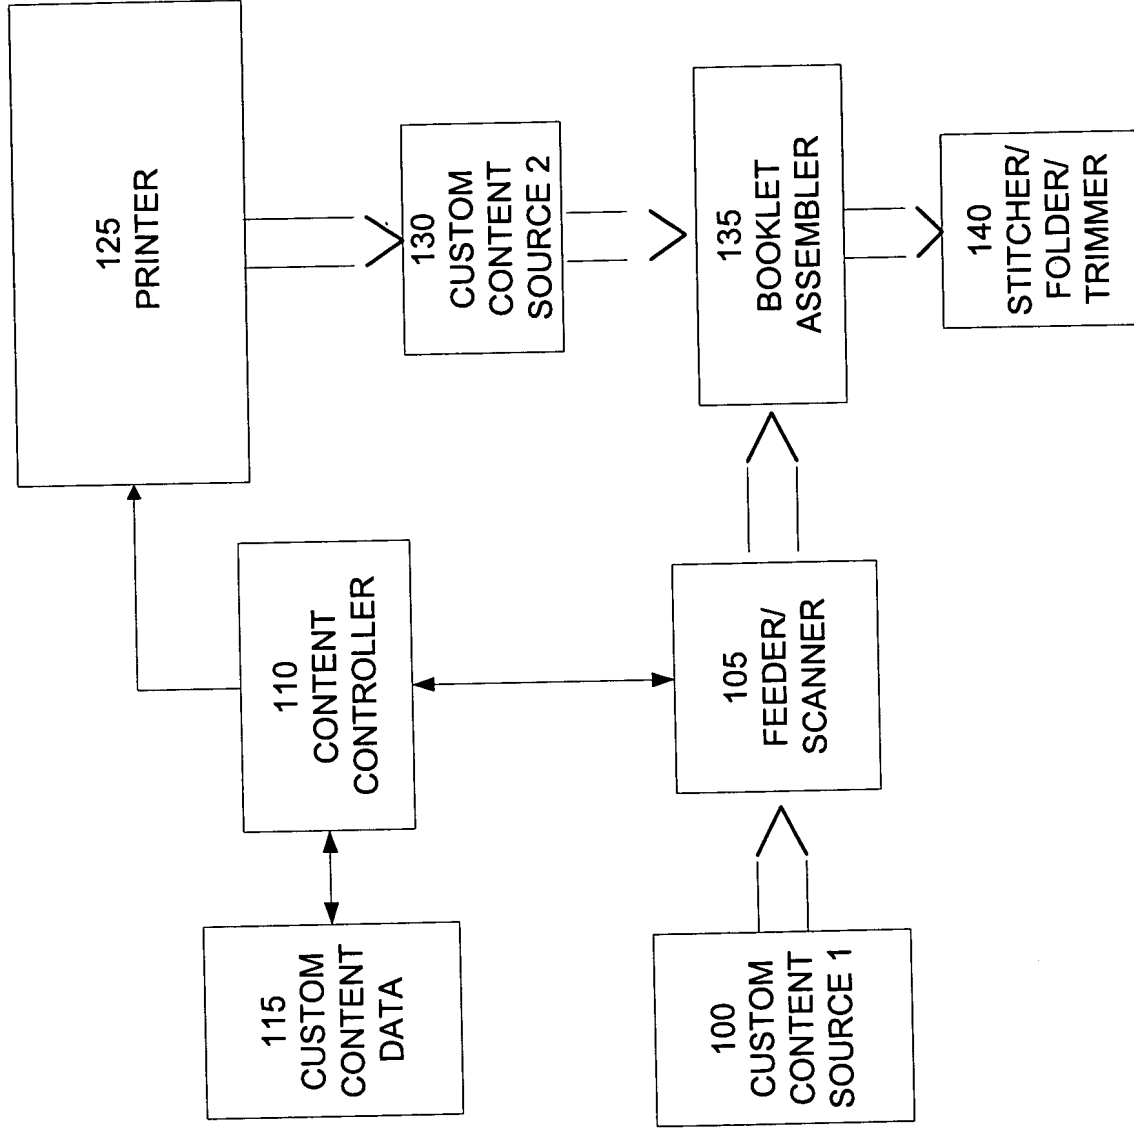 115
CUSTOM
CONTENT
DATA
110
CONTENT
CONTROLLER
125
PRINTER
130
CUSTOM
CONTENT
SOURCE 2
100
CUSTOM
CONTENT
SOURCE 1
105
FEEDER/
SCANNER
135
BOOKLET
ASSEMBLER
140
STITCHER/
FOLDER/
TRIMMER